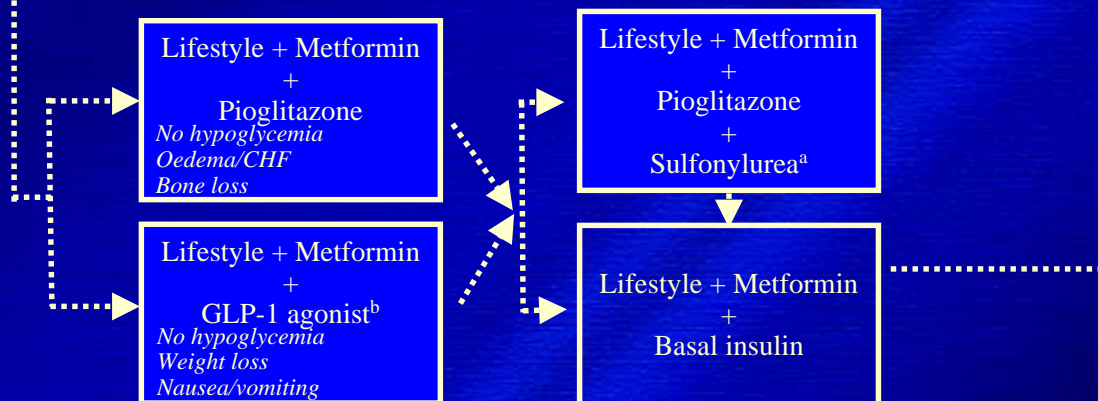 Lifestyle + Metformin
+
Pioglitazone
No hypoglycemia
Oedema/CHF
Bone loss
Lifestyle + Metformin
+
GLP-1 agonistᵇ
No hypoglycemia
Weight loss
Nausea/vomiting
Lifestyle + Metformin
+
Pioglitazone
+
Sulfonylureaᵃ
Lifestyle + Metformin
+
Basal insulin